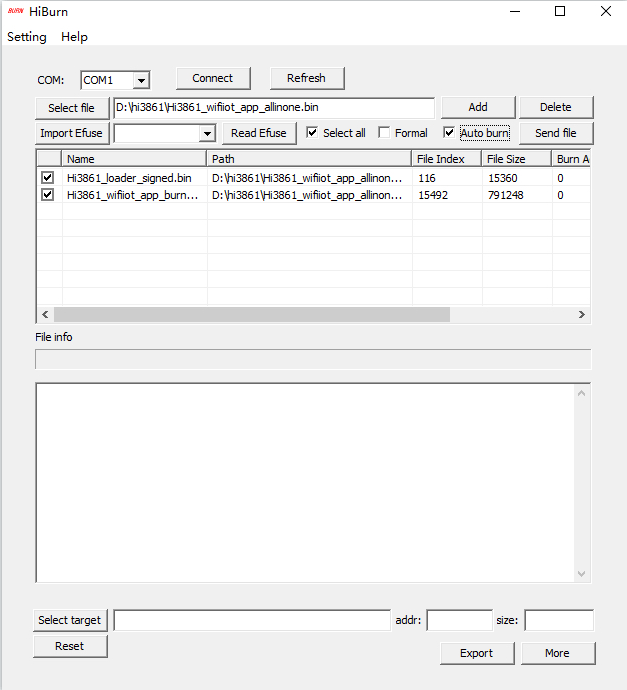 BURN HiBurn
Setting Help
COM: COM1 Connect Refresh
Select file D:\hi3861\Hi3861_wifiiot_app_allinone.bin Add Delete
Import Efuse Read Efuse Select all Formal Auto burn Send file
Name Path File Index File Size Burn A
Hi3861_loader_signed.bin D:\hi3861\Hi3861_wifiiot_app_allinon... 116 15360 0
Hi3861_wifiiot_app_burn... D:\hi3861\Hi3861_wifiiot_app_allinon... 15492 791248 0
File info
Select target addr: size:
Reset
Export More